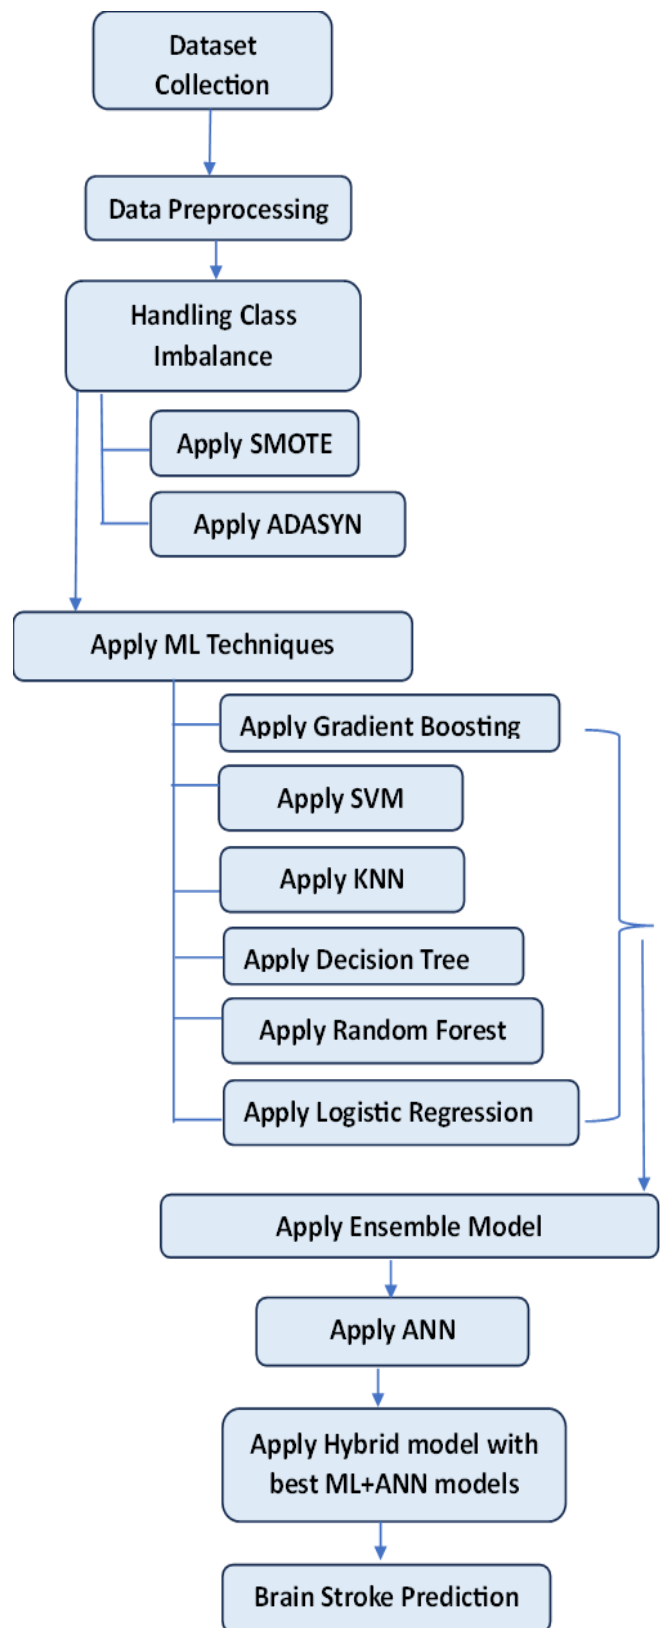 Dataset
Collection
Data Preprocessing
Handling Class
Imbalance
Apply SMOTE
Apply ADASYN
Apply ML Techniques
Apply Gradient Boosting
Apply SVM
Apply KNN
Apply Decision Tree
Apply Random Forest
Apply Logistic Regression
Apply Ensemble Model
Apply ANN
Apply Hybrid model with
best ML+ANN models
Brain Stroke Prediction